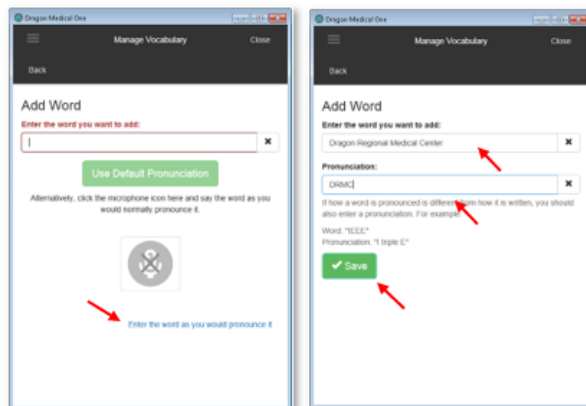 Dragon Medical One
Manage Vocabulary
Close
Back
Add Word
Enter the word you want to add:
Use Default Pronunciation
Alternatively, click the microphone icon here and say the word as you
would normally pronounce it.
Enter the word as you would pronounce it
Dragon Medical One
Manage Vocabulary
Close
Back
Add Word
Enter the word you want to add:
Dragon Regional Medical Center
Pronunciation:
DRMC
If how a word is pronounced is different from how it is written, you should
also enter a pronunciation. For example:
Word: "IEEE"
Pronunciation: "I triple E"
Save